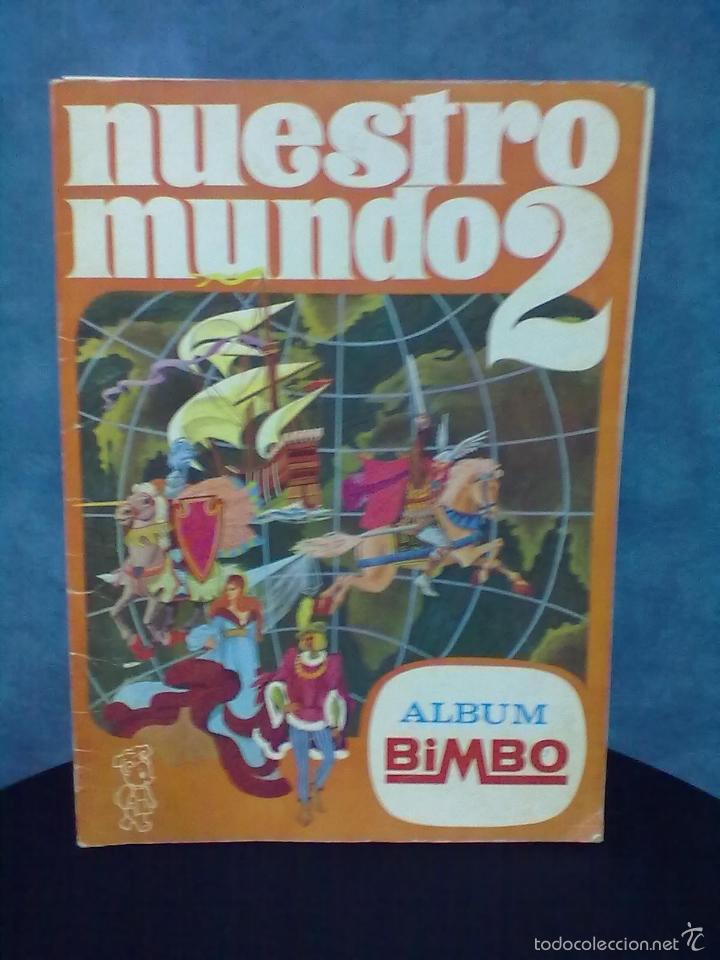 nuestro
mundo 2
ALBUM
BiMBO
todocoleccion.net